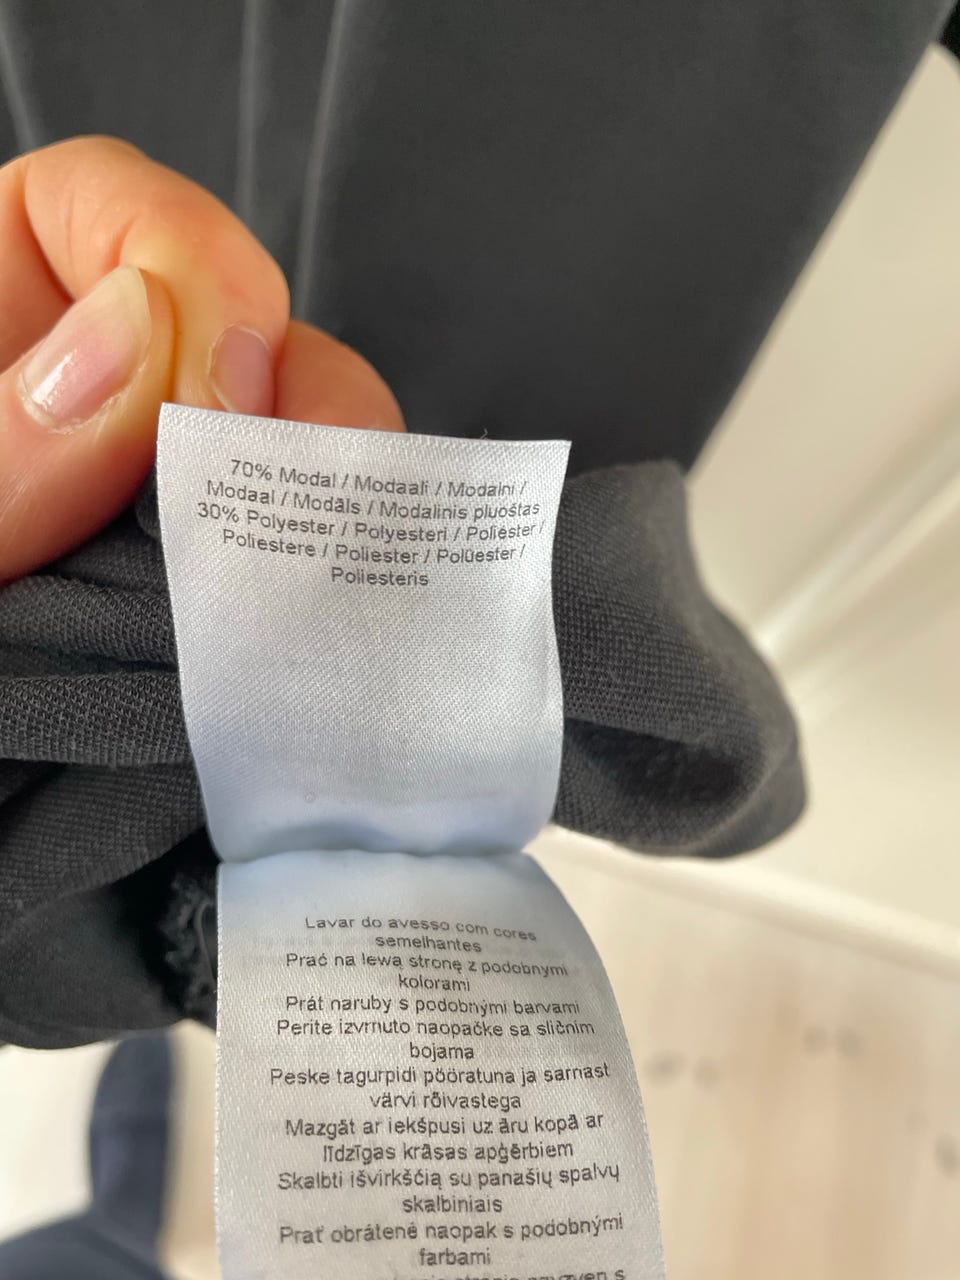 70% Modal / Modaali / Modalni /
Modaal / Modāls / Modalinis pluoštas
30% Polyester / Polyesteri / Poliester /
Poliestere / Poliester / Polüester /
Poliesteris
Lavar do avesso com cores
semelhantes
Prać na lewą stronę z podobnymi
kolorami
Prát naruby s podobnými barvami
Perite izvrnuto naopačke sa sličnim
bojama
Peske tagurpidi pööratuna ja sarnast
värvi rõivastega
Mazgāt ar iekšpusi uz āru kopā ar
līdzīgas krāsas apģērbiem
Skalbti išvirkščią su panašių spalvų
skalbiniais
Prať obrátené naopak s podobnými
farbami